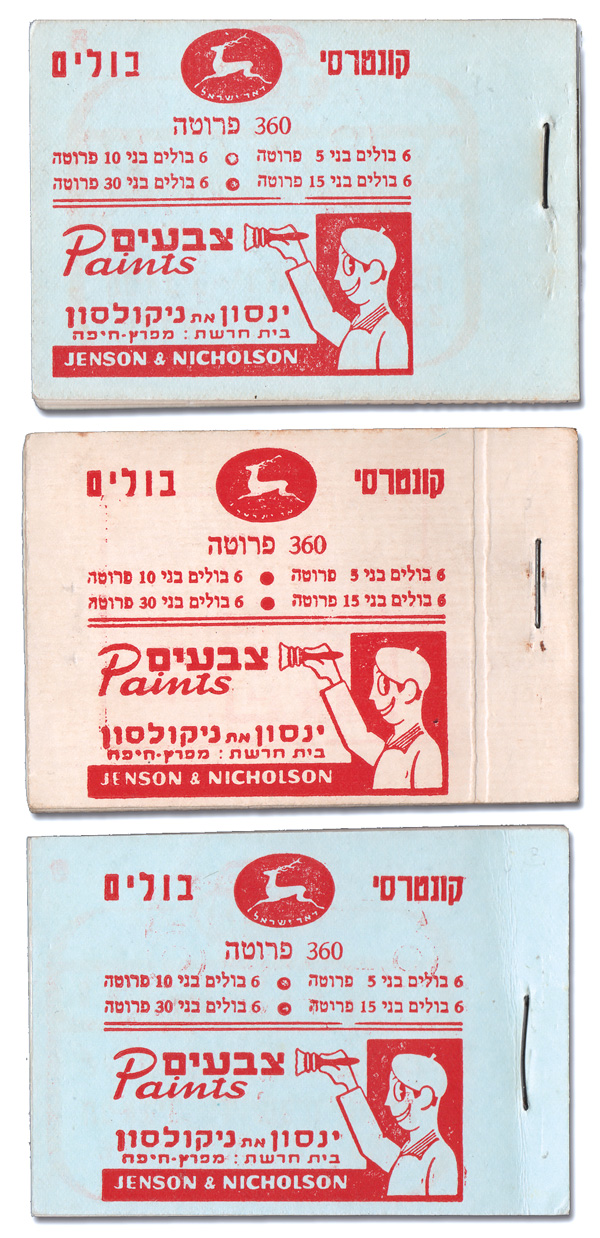 קונטרסי בולים
דאר ישראל
360 פרוטה
6 בולים בני 5 פרוטה 6 בולים בני 10 פרוטה
6 בולים בני 15 פרוטה 6 בולים בני 30 פרוטה
צבעים
Paints
ינסון את ניקולסון
בית חרשת : מפרץ-חיפה
JENSON & NICHOLSON
קונטרסי בולים
360 פרוטה
6 בולים בני 5 פרוטה 6 בולים בני 10 פרוטה
6 בולים בני 15 פרוטה 6 בולים בני 30 פרוטה
צבעים
Paints
ינסון את ניקולסון
בית חרשת : מפרץ-חיפה
JENSON & NICHOLSON
קונטרסי בולים
דאר ישראל
360 פרוטה
6 בולים בני 5 פרוטה 6 בולים בני 10 פרוטה
6 בולים בני 15 פרוטה 6 בולים בני 30 פרוטה
צבעים
Paints
ינסון את ניקולסון
בית חרשת : מפרץ-חיפה
JENSON & NICHOLSON